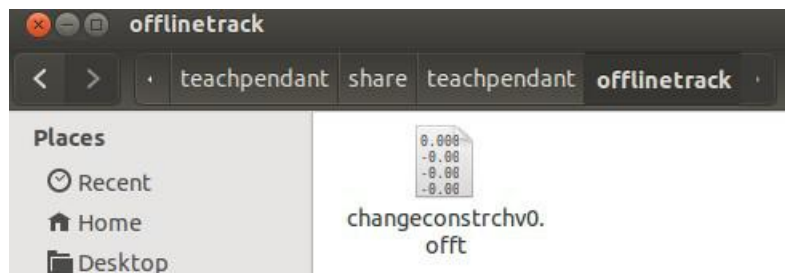 offlinetrack
teachpendant share teachpendant offlinetrack
Places
Recent
Home
Desktop
0.000
-0.00
-0.00
-0.00
changeconstrchv0.
offt